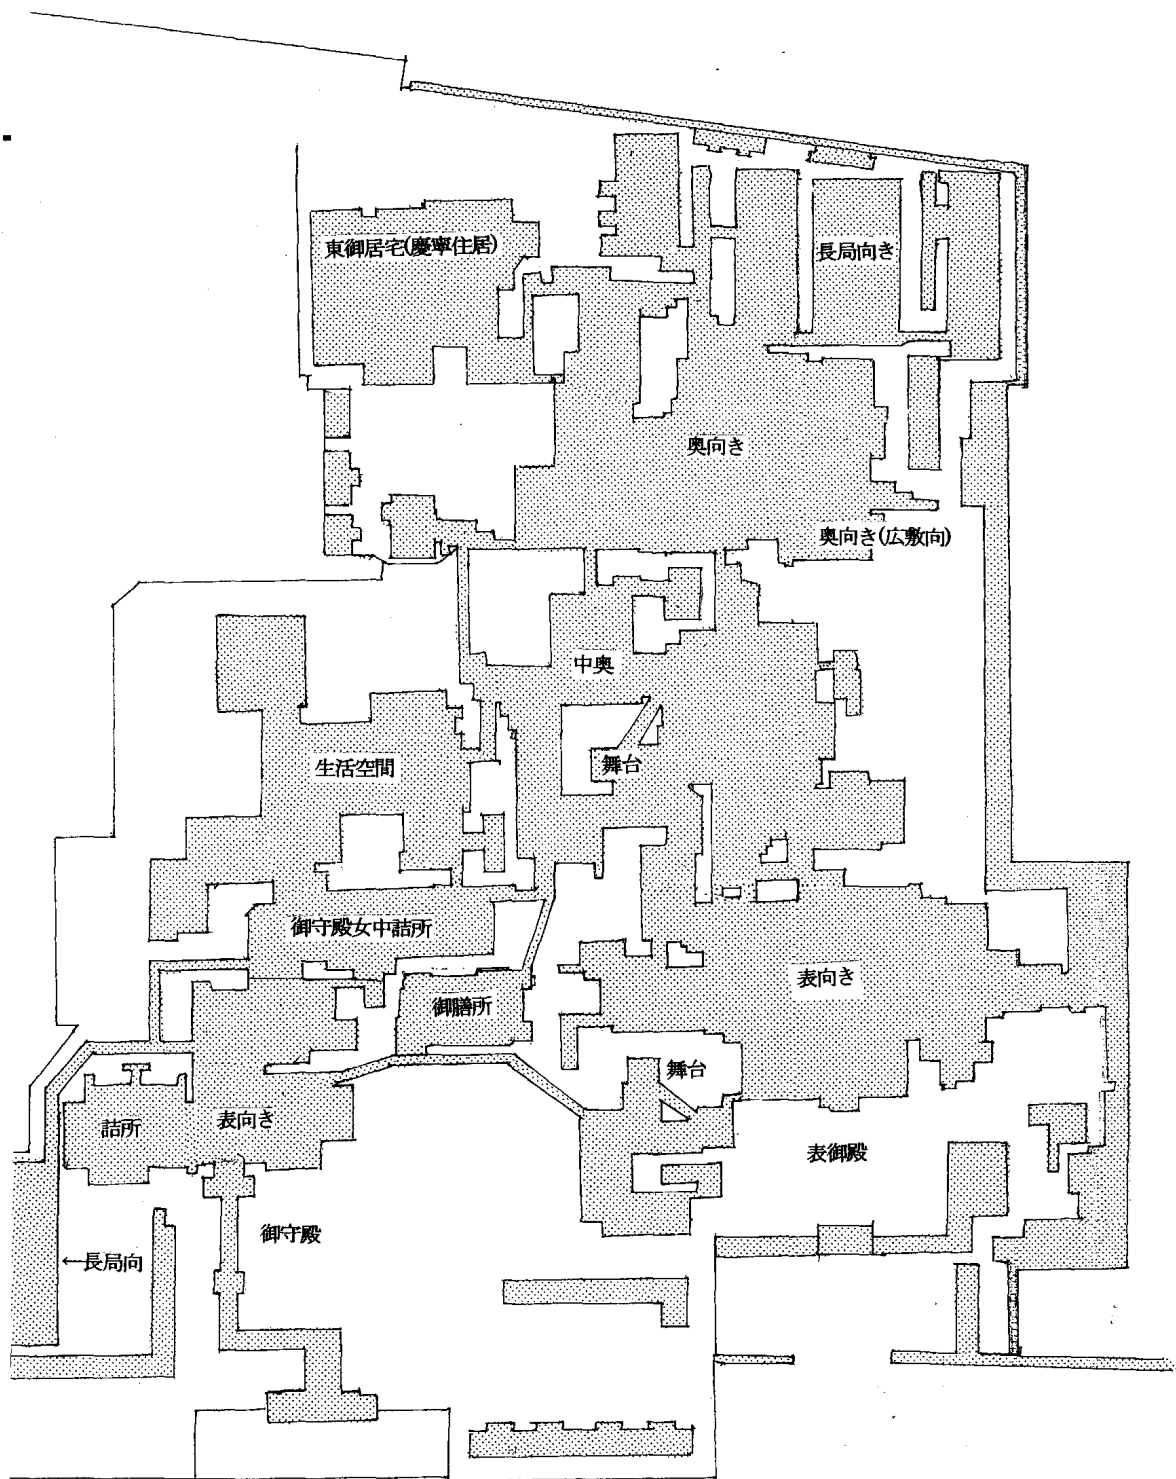 東御居宅(慶寧住居)
長局向き
奥向き
奥向き(広敷向)
中奥
生活空間
舞台
御守殿女中詰所
表向き
御膳所
舞台
詰所
表向き
表御殿
御守殿
←長局向